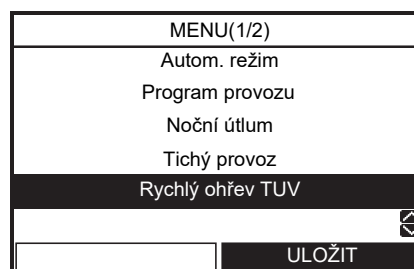 MENU(1/2)
Autom. režim
Program provozu
Noční útlum
Tichý provoz
Rychlý ohřev TUV
ULOŽIT